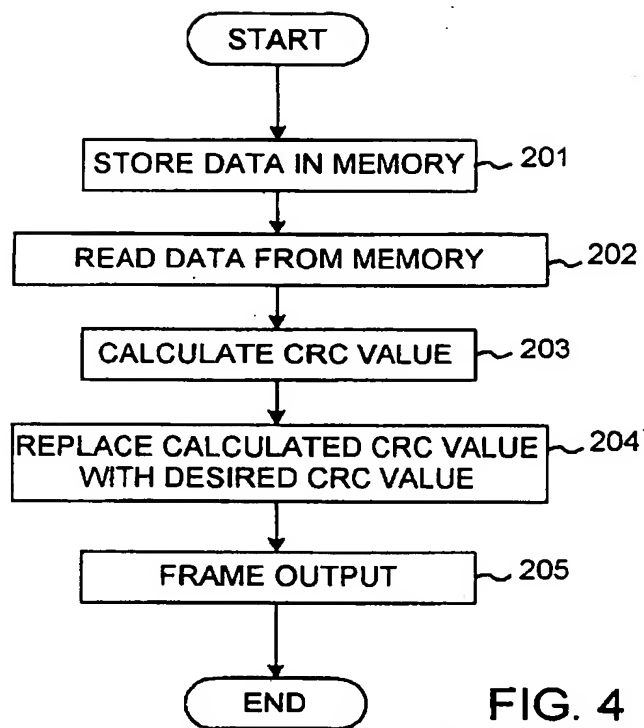 START
STORE DATA IN MEMORY
201
READ DATA FROM MEMORY
202
CALCULATE CRC VALUE
203
REPLACE CALCULATED CRC VALUE
WITH DESIRED CRC VALUE
204
FRAME OUTPUT
205
END
FIG. 4